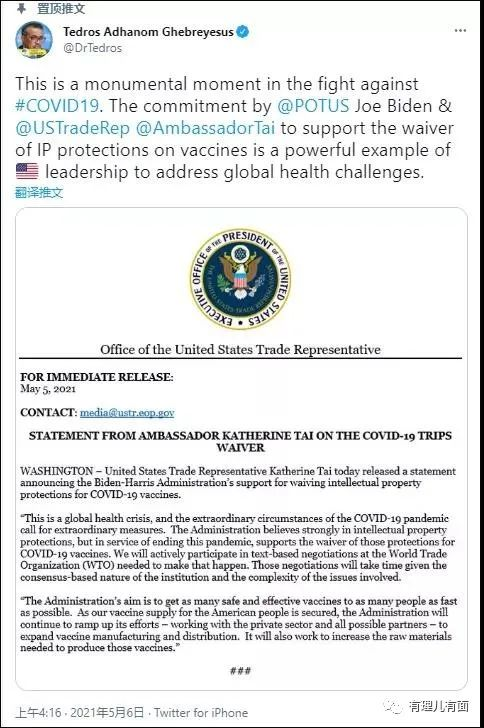 置顶推文
Tedros Adhanom Ghebreyesus
@DrTedros
This is a monumental moment in the fight against
#COVID19. The commitment by @POTUS Joe Biden &
@USTradeRep @AmbassadorTai to support the waiver
of IP protections on vaccines is a powerful example of
🇺🇸 leadership to address global health challenges.
翻译推文
EXECUTIVE OFFICE OF THE PRESIDENT OF THE UNITED STATES
Office of the United States Trade Representative
FOR IMMEDIATE RELEASE:
May 5, 2021
CONTACT: media@ustr.eop.gov
STATEMENT FROM AMBASSADOR KATHERINE TAI ON THE COVID-19 TRIPS
WAIVER
WASHINGTON – United States Trade Representative Katherine Tai today released a statement
announcing the Biden-Harris Administration's support for waiving intellectual property
protections for COVID-19 vaccines.
"This is a global health crisis, and the extraordinary circumstances of the COVID-19 pandemic
call for extraordinary measures. The Administration believes strongly in intellectual property
protections, but in service of ending this pandemic, supports the waiver of those protections for
COVID-19 vaccines. We will actively participate in text-based negotiations at the World Trade
Organization (WTO) needed to make that happen. Those negotiations will take time given the
consensus-based nature of the institution and the complexity of the issues involved.
"The Administration's aim is to get as many safe and effective vaccines to as many people as fast
as possible. As our vaccine supply for the American people is secured, the Administration will
continue to ramp up its efforts – working with the private sector and all possible partners – to
expand vaccine manufacturing and distribution. It will also work to increase the raw materials
needed to produce those vaccines."
###
上午4:16 · 2021年5月6日 · Twitter for iPhone
有理儿有面